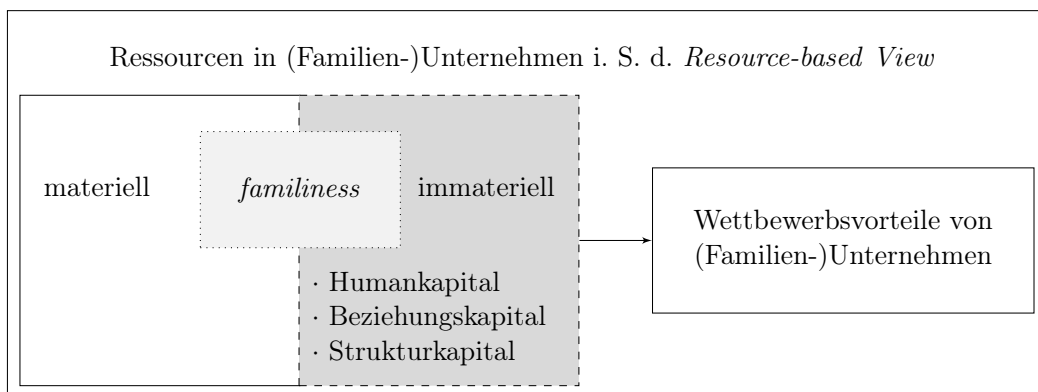 Ressourcen in (Familien-)Unternehmen i. S. d. Resource-based View
materiell
familiness
immateriell
· Humankapital
· Beziehungskapital
· Strukturkapital
Wettbewerbsvorteile von
(Familien-)Unternehmen